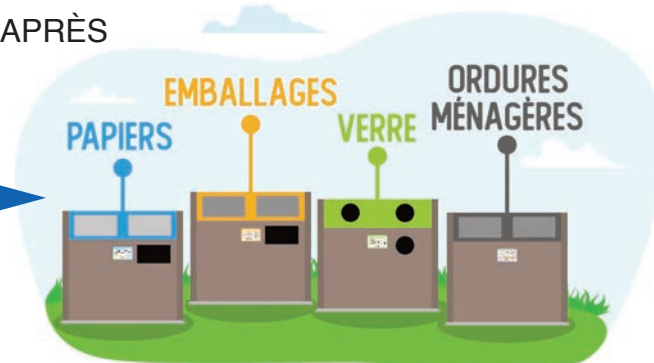 APRÈS
PAPIERS
EMBALLAGES
VERRE
ORDURES
MÉNAGÈRES